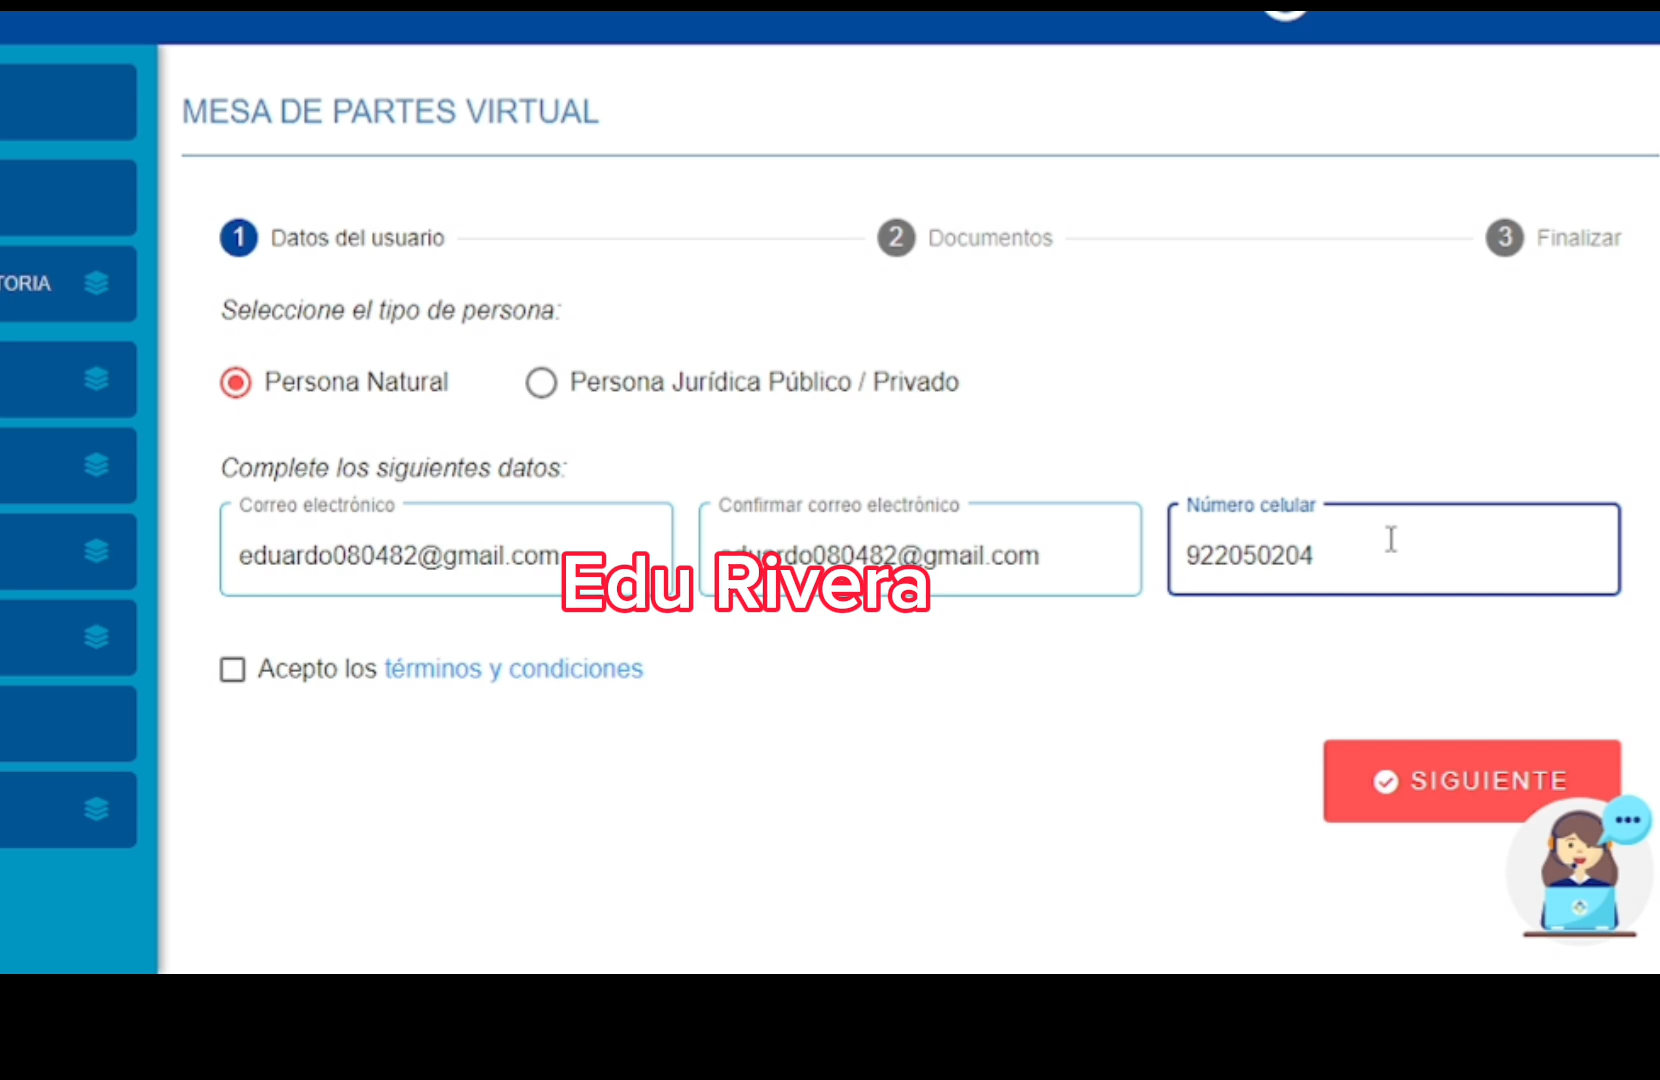 MESA DE PARTES VIRTUAL
1 Datos del usuario 2 Documentos 3 Finalizar
TORIA
Seleccione el tipo de persona:
Persona Natural Persona Jurídica Público / Privado
Complete los siguientes datos:
Correo electrónico Confirmar correo electrónico Número celular
eduardo080482@gmail.com eduardo080482@gmail.com 922050204
Edu Rivera
Acepto los términos y condiciones
SIGUIENTE